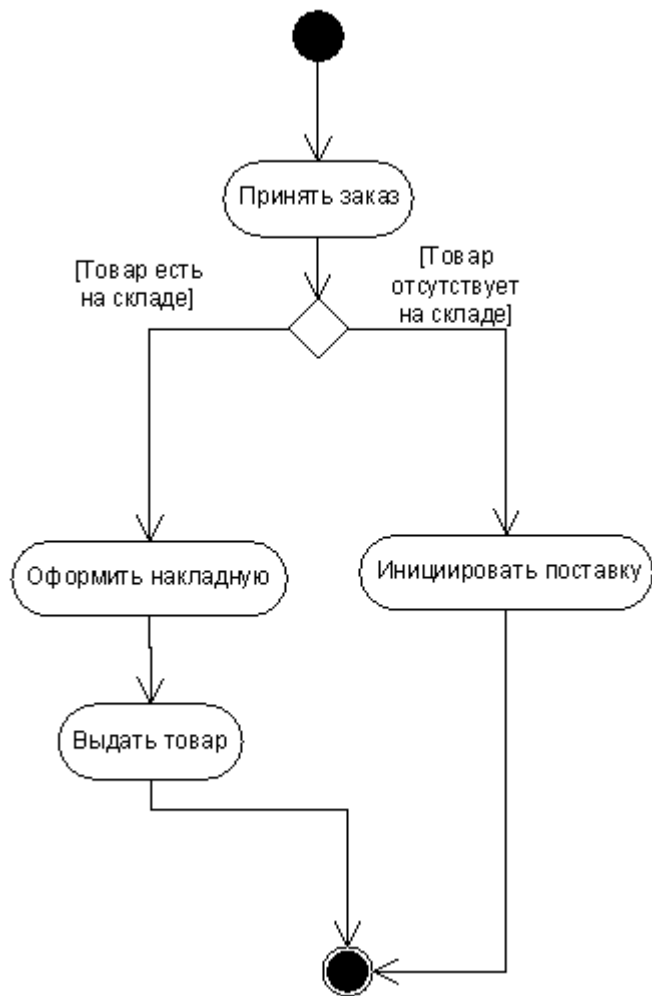 Принять заказ
[Товар есть
на складе]
[Товар
отсутствует
на складе]
Оформить накладную
Инициировать поставку
Выдать товар